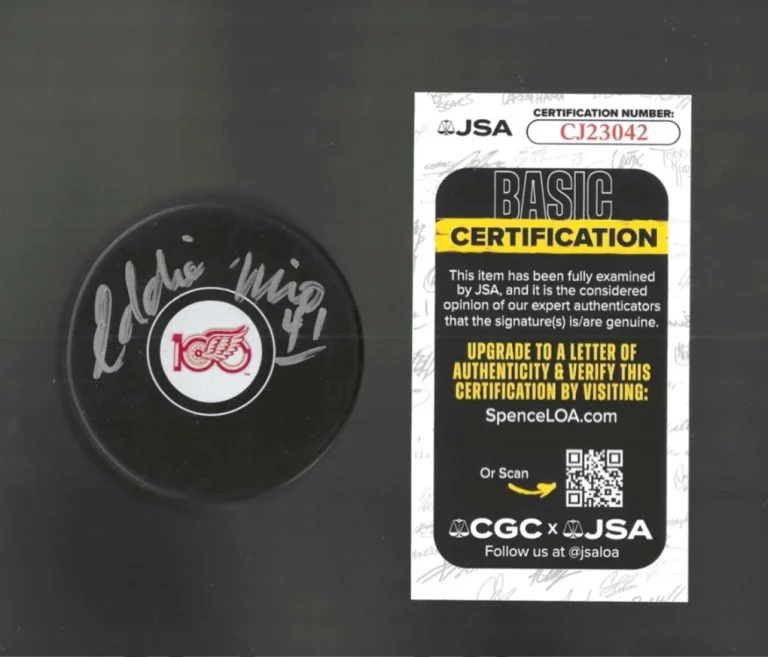 Eddie Mio
41
100
TM
JSA
CERTIFICATION NUMBER:
CJ23042
BASIC
CERTIFICATION
This item has been fully examined
by JSA, and it is the considered
opinion of our expert authenticators
that the signature(s) is/are genuine.
UPGRADE TO A LETTER OF
AUTHENTICITY & VERIFY THIS
CERTIFICATION BY VISITING:
SpenceLOA.com
Or Scan
CGC x JSA
Follow us at @jsaloa